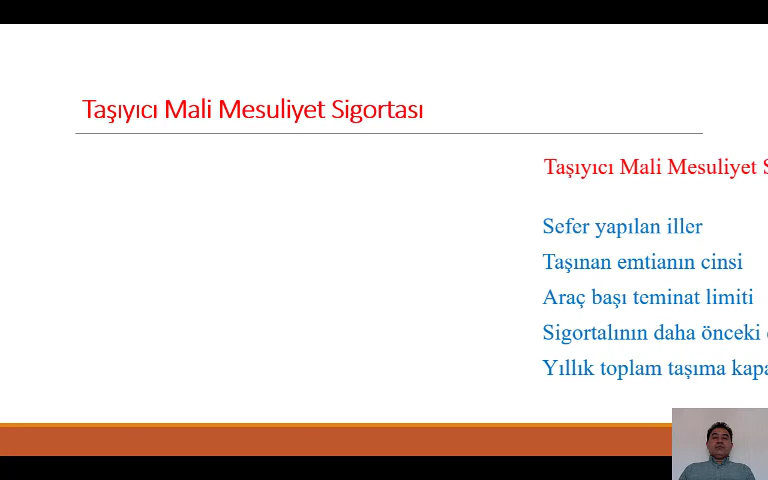 Taşıyıcı Mali Mesuliyet Sigortası
Taşıyıcı Mali Mesuliyet
Sefer yapılan iller
Taşınan emtianın cinsi
Araç başı teminat limiti
Sigortalının daha önceki
Yıllık toplam taşıma